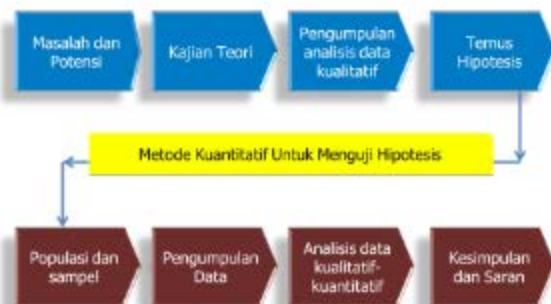 Masalah dan
Potensi
Kajian Teori
Pengumpulan
analisis data
kualitatif
Temus
Hipotesis
Metode Kuantitatif Untuk Menguji Hipotesis
Populasi dan
sampel
Pengumpulan
Data
Analisis data
kualitatif-
kuantitatif
Kesimpulan
dan Saran